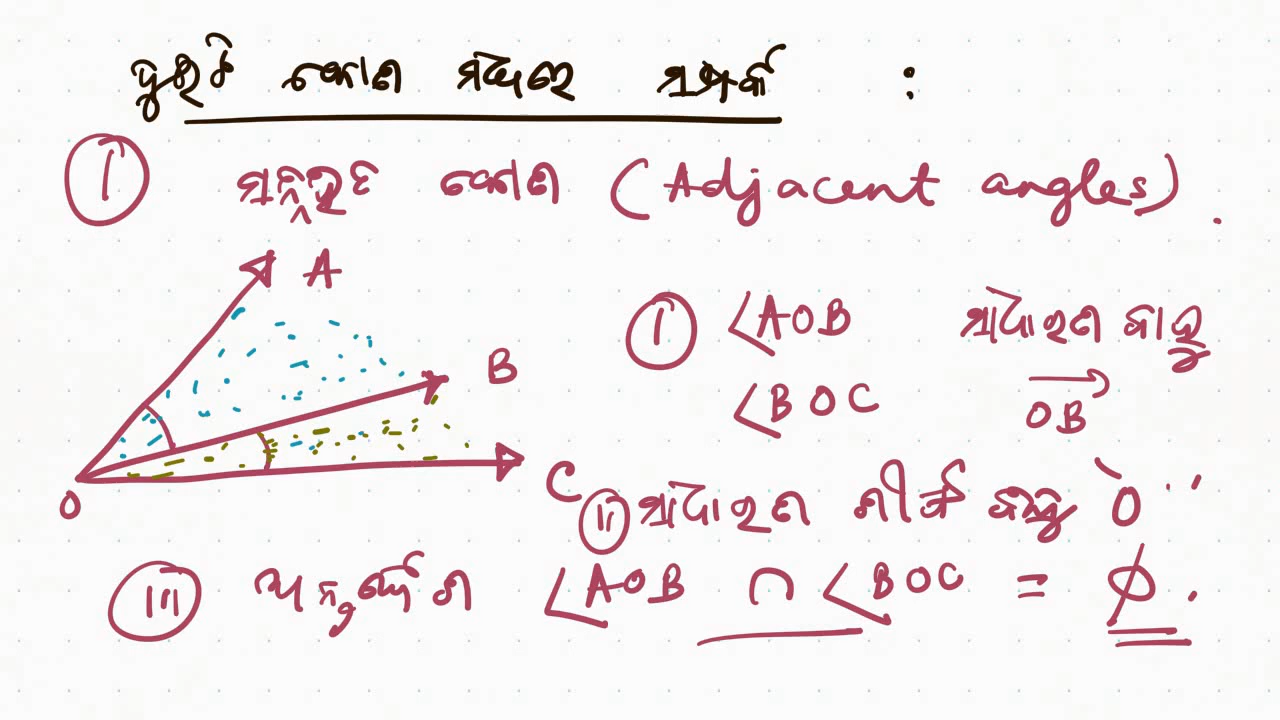 ଦୁଇଟି କୋଣ ମଧ୍ୟରେ ସମ୍ପର୍କ :
I ସନ୍ନିହିତ କୋଣ (Adjacent angles).
A
B
C
O
I ∠AOB ସାଧାରଣ ବାହୁ
∠BOC OB→
II ସାଧାରଣ ଶୀର୍ଷ ବିନ୍ଦୁ 'O'
III ଅନ୍ତର୍ଦେଶ ∠AOB ∩ ∠BOC = ϕ.